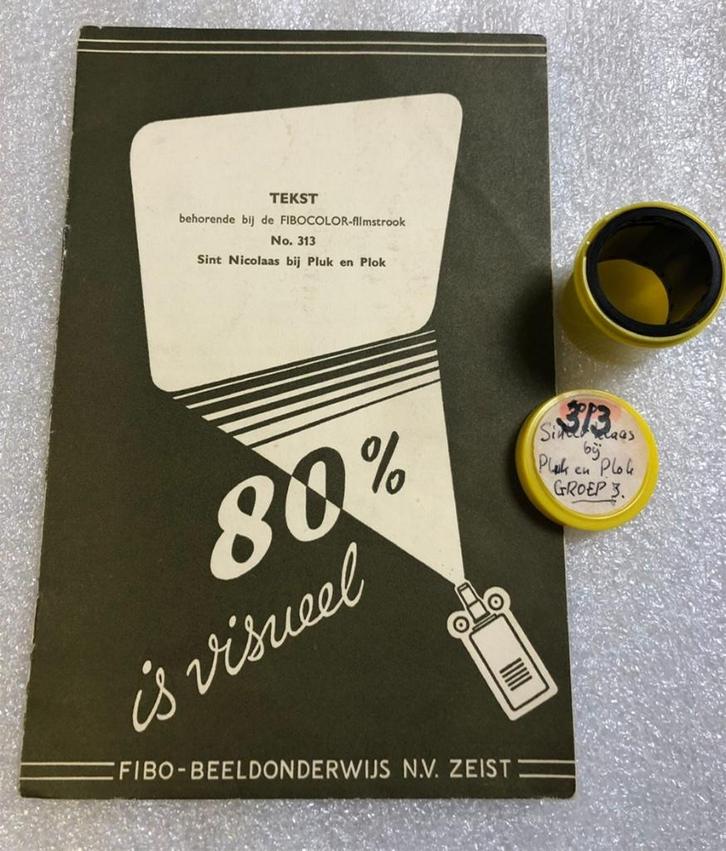 TEKST
behorende bij de FIBOCOLOR-filmstrook
No. 313
Sint Nicolaas bij Pluk en Plok
80%
is visueel
FIBO-BEELDONDERWIJS N.V. ZEIST
313
Sinterklaas
bij
Pluk en Plok
GROEP 3.